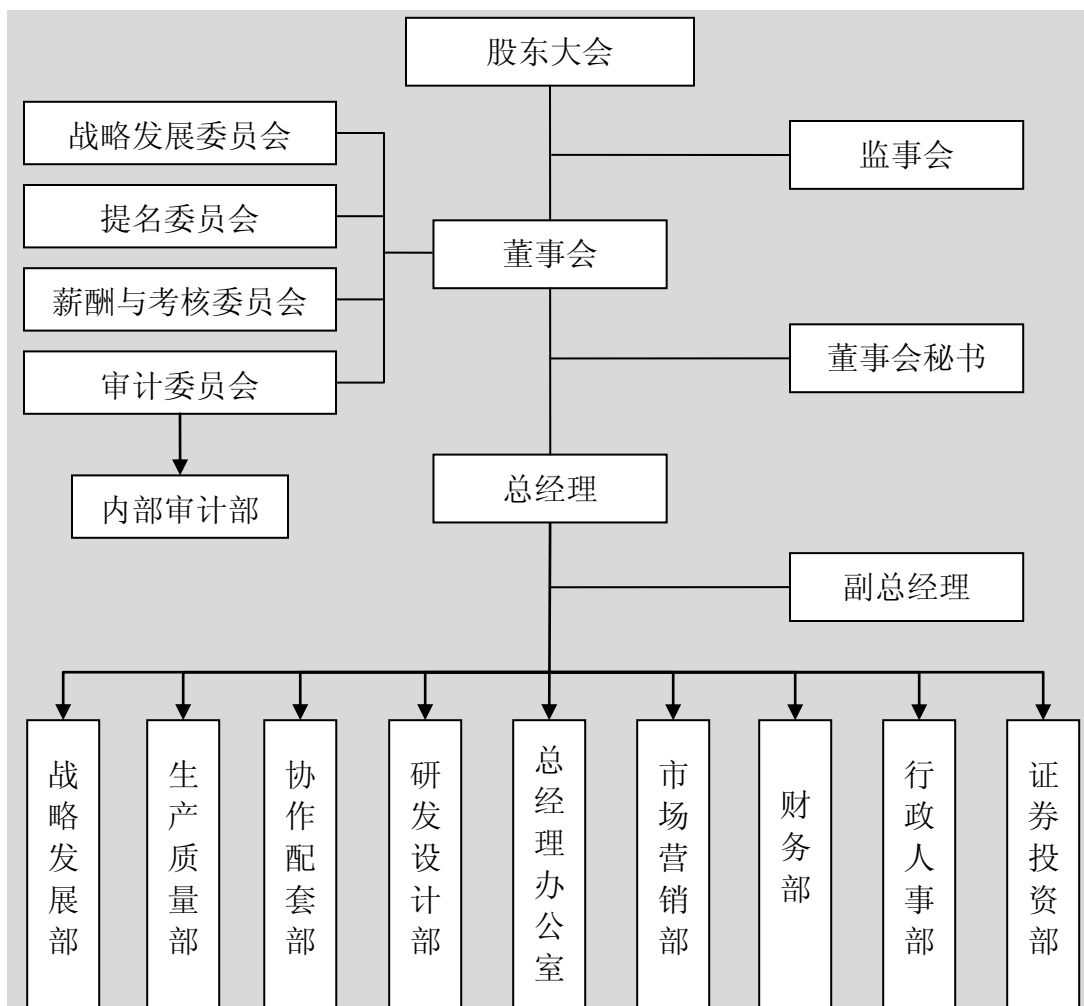 股东大会
战略发展委员会
监事会
提名委员会
董事会
薪酬与考核委员会
董事会秘书
审计委员会
总经理
内部审计部
副总经理
战略发展部
生产质量部
协作配套部
研发设计部
总经理办公室
市场营销部
财务部
行政人事部
证券投资部